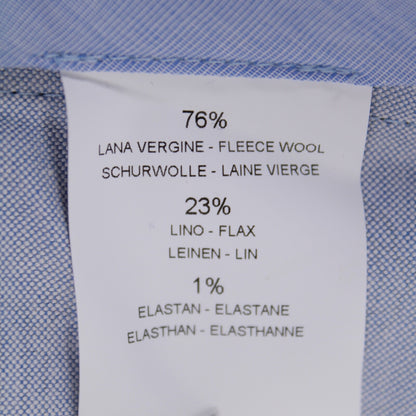 76%
LANA VERGINE - FLEECE WOOL
SCHURWOLLE - LAINE VIERGE
23%
LINO - FLAX
LEINEN - LIN
1%
ELASTAN - ELASTANE
ELASTHAN - ELASTHANNE